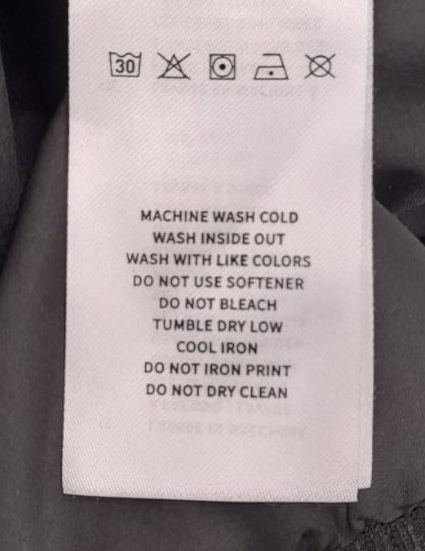 30
MACHINE WASH COLD
WASH INSIDE OUT
WASH WITH LIKE COLORS
DO NOT USE SOFTENER
DO NOT BLEACH
TUMBLE DRY LOW
COOL IRON
DO NOT IRON PRINT
DO NOT DRY CLEAN